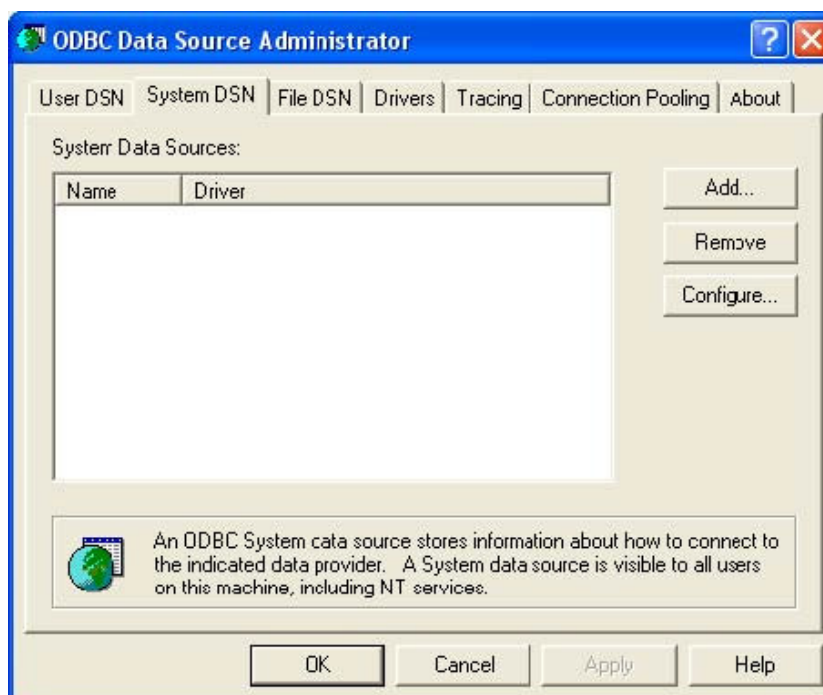 ODBC Data Source Administrator
User DSN System DSN File DSN Drivers Tracing Connection Pooling About
System Data Sources:
Name Driver
Add...
Remove
Configure...
An ODBC System data source stores information about how to connect to
the indicated data provider. A System data source is visible to all users
on this machine, including NT services.
OK Cancel Apply Help